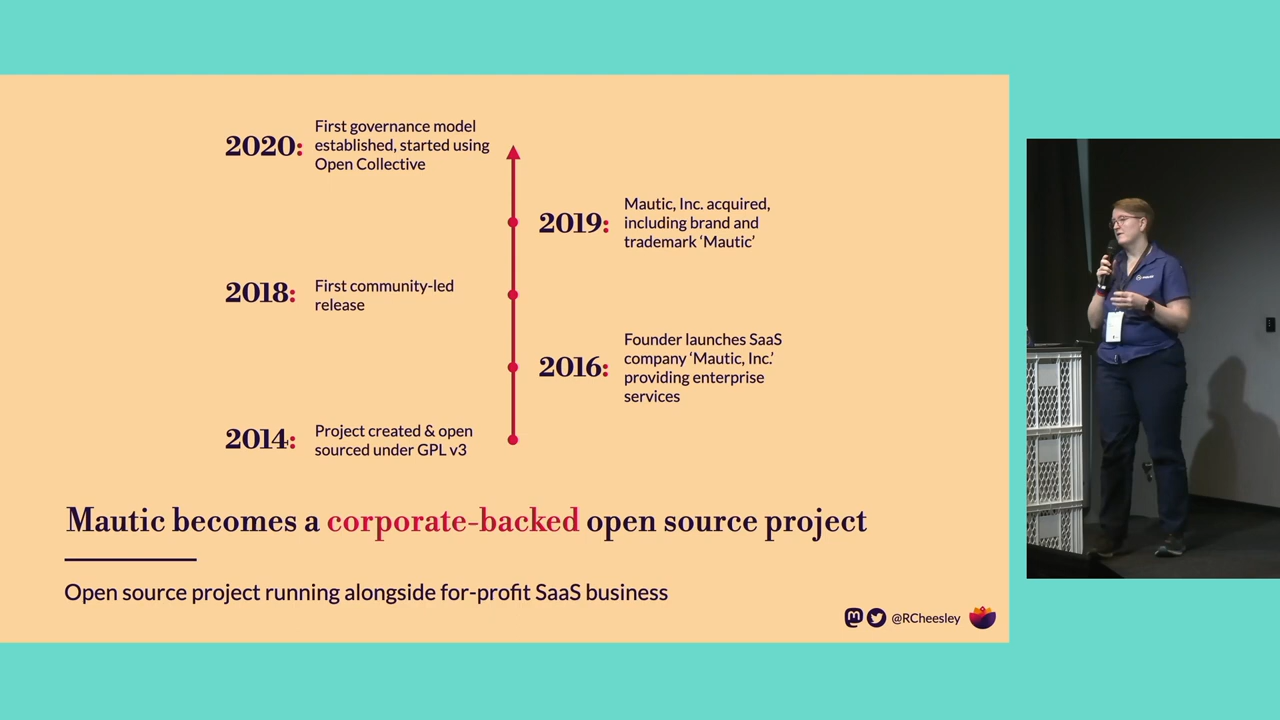 2020:
First governance model
established, started using
Open Collective
2019:
Mautic, Inc. acquired,
including brand and
trademark ‘Mautic’
2018:
First community-led
release
2016:
Founder launches SaaS
company ‘Mautic, Inc.’
providing enterprise
services
2014:
Project created & open
sourced under GPL v3
Mautic becomes a corporate-backed open source project
Open source project running alongside for-profit SaaS business
@RCheesley